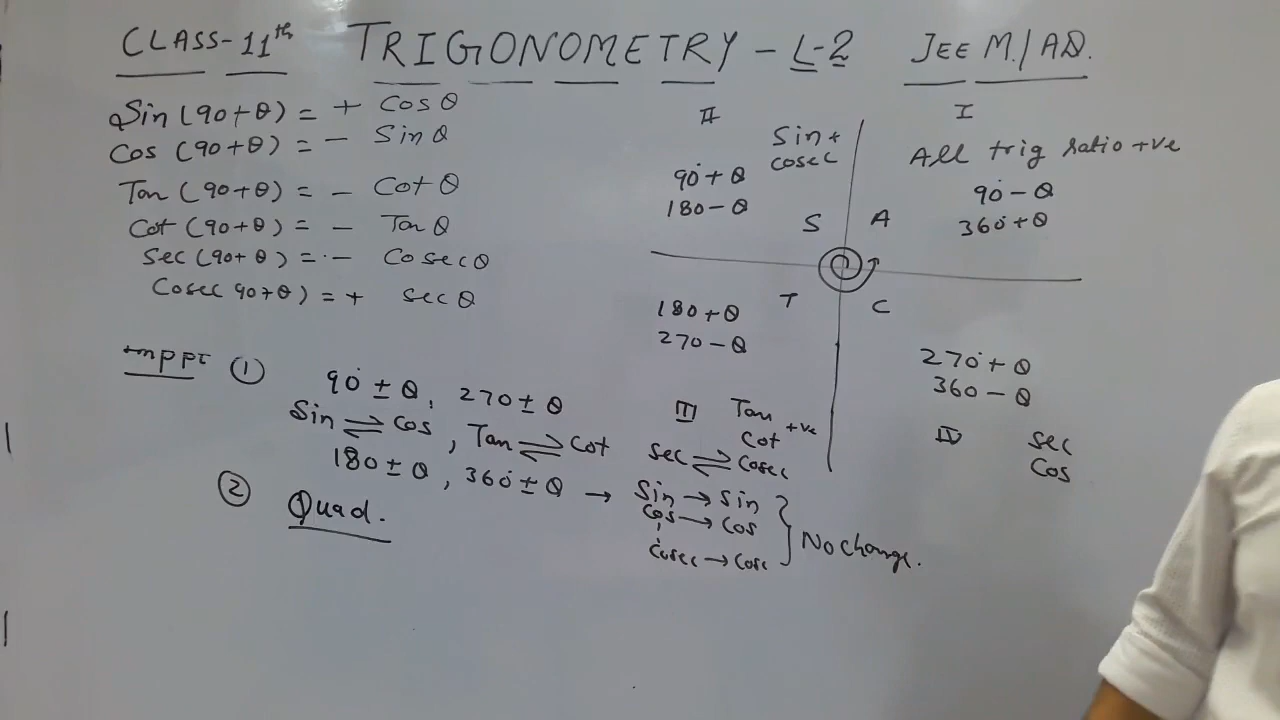 CLASS-11th TRIGONOMETRY - L-2 JEE M./AD.
Sin (90+θ) = + Cosθ
Cos (90+θ) = - Sinθ
Tan (90+θ) = - Cotθ
Cot (90+θ) = - Tanθ
Sec (90+θ) = - Cosecθ
Cosec (90+θ) = + secθ
II
Sin +
cosec
90°+θ
180-θ
S
I
All trig ratio +ve
90°-θ
360°+θ
A
T
180+θ
270-θ
III Tan
Cot +ve
C
270°+θ
360-θ
IV sec
Cos
①
90° ± θ, 270 ± θ
Sin ⇌ Cos, Tan ⇌ Cot sec ⇌ Cosec
② 180 ± θ, 360° ± θ → Sin → Sin
Cos → Cos
Cosec → Cosc
} No change.
Quad.